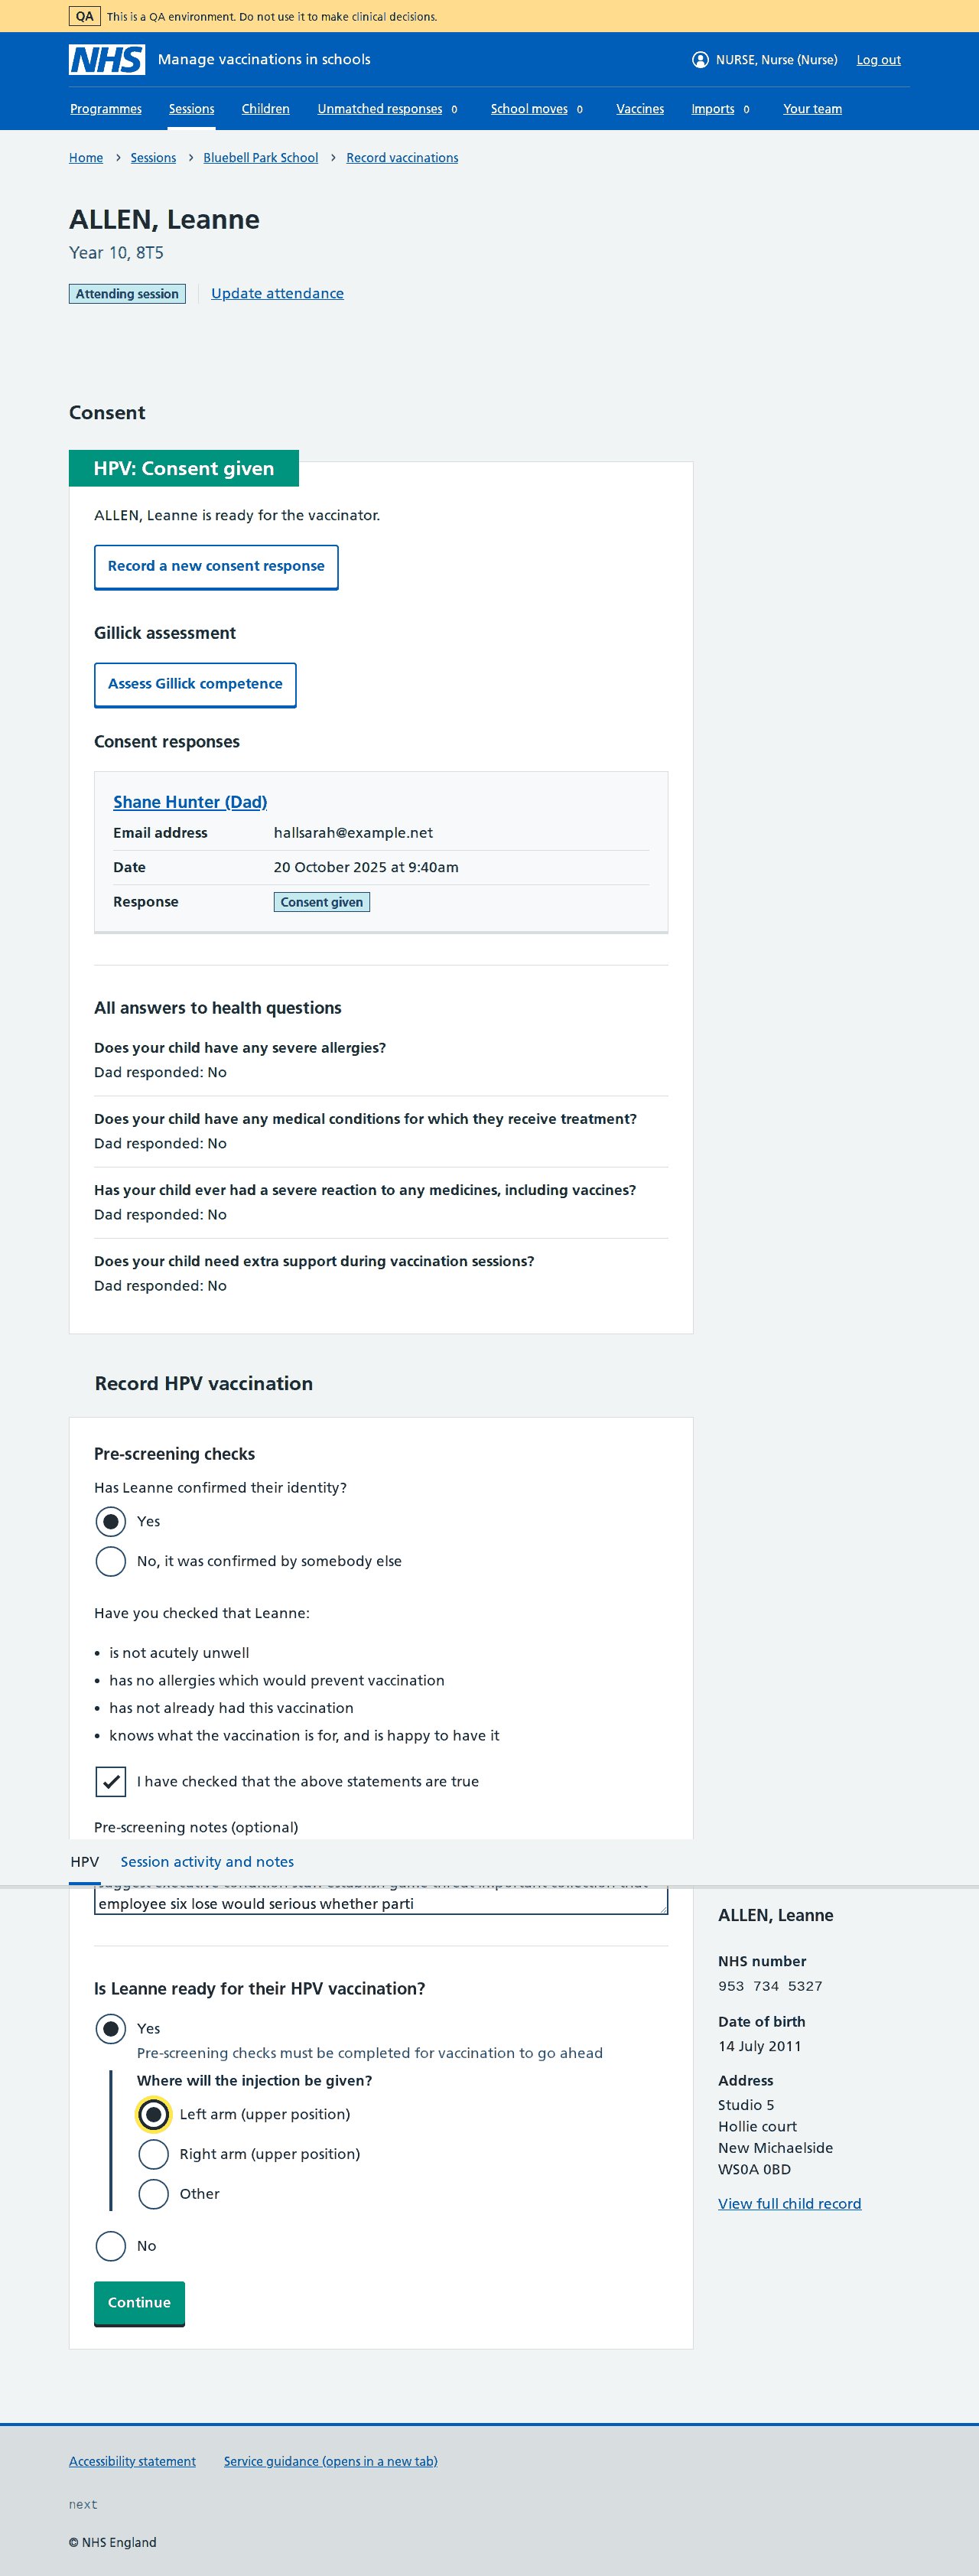 QA This is a QA environment. Do not use it to make clinical decisions.
NHS Manage vaccinations in schools NURSE, Nurse (Nurse) Log out
Programmes Sessions Children Unmatched responses 0 School moves 0 Vaccines Imports 0 Your team
Home > Sessions > Bluebell Park School > Record vaccinations
ALLEN, Leanne
Year 10, 8T5
Attending session Update attendance
Consent
HPV: Consent given
ALLEN, Leanne is ready for the vaccinator.
Record a new consent response
Gillick assessment
Assess Gillick competence
Consent responses
Shane Hunter (Dad)
Email address hallsarah@example.net
Date 20 October 2025 at 9:40am
Response Consent given
All answers to health questions
Does your child have any severe allergies?
Dad responded: No
Does your child have any medical conditions for which they receive treatment?
Dad responded: No
Has your child ever had a severe reaction to any medicines, including vaccines?
Dad responded: No
Does your child need extra support during vaccination sessions?
Dad responded: No
Record HPV vaccination
Pre-screening checks
Has Leanne confirmed their identity?
Yes
No, it was confirmed by somebody else
Have you checked that Leanne:
• is not acutely unwell
• has no allergies which would prevent vaccination
• has not already had this vaccination
• knows what the vaccination is for, and is happy to have it
I have checked that the above statements are true
Pre-screening notes (optional)
HPV Session activity and notes
suggest executive condition staff establish game threat important collection that
employee six lose would serious whether parti
Is Leanne ready for their HPV vaccination?
Yes
Pre-screening checks must be completed for vaccination to go ahead
Where will the injection be given?
Left arm (upper position)
Right arm (upper position)
Other
No
Continue
ALLEN, Leanne
NHS number
953 734 5327
Date of birth
14 July 2011
Address
Studio 5
Hollie court
New Michaelside
WS0A 0BD
View full child record
Accessibility statement Service guidance (opens in a new tab)
next
© NHS England